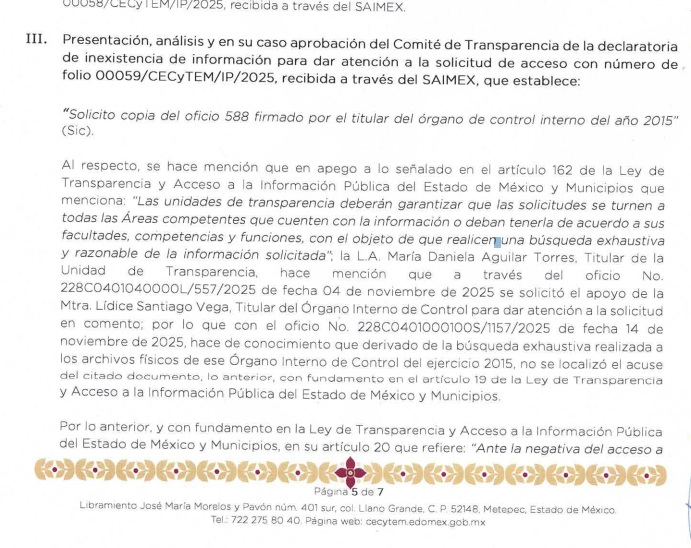 00058/CECyTEM/IP/2025, recibida a través del SAIMEX.
III. Presentación, análisis y en su caso aprobación del Comité de Transparencia de la declaratoria
de inexistencia de información para dar atención a la solicitud de acceso con número de
folio 00059/CECyTEM/IP/2025, recibida a través del SAIMEX, que establece:
“Solicito copia del oficio 588 firmado por el titular del órgano de control interno del año 2015”
(Sic).
Al respecto, se hace mención que en apego a lo señalado en el artículo 162 de la Ley de
Transparencia y Acceso a la Información Pública del Estado de México y Municipios que
menciona: “Las unidades de transparencia deberán garantizar que las solicitudes se turnen a
todas las Áreas competentes que cuenten con la información o deban tenerla de acuerdo a sus
facultades, competencias y funciones, con el objeto de que realicen una búsqueda exhaustiva
y razonable de la información solicitada”; la L.A. María Daniela Aguilar Torres, Titular de la
Unidad de Transparencia, hace mención que a través del oficio No.
228C0401040000L/557/2025 de fecha 04 de noviembre de 2025 se solicitó el apoyo de la
Mtra. Lídice Santiago Vega, Titular del Órgano Interno de Control para dar atención a la solicitud
en comento; por lo que con el oficio No. 228C0401000100S/1157/2025 de fecha 14 de
noviembre de 2025, hace de conocimiento que derivado de la búsqueda exhaustiva realizada a
los archivos físicos de ese Órgano Interno de Control del ejercicio 2015, no se localizó el acuse
del citado documento, lo anterior, con fundamento en el artículo 19 de la Ley de Transparencia
y Acceso a la Información Pública del Estado de México y Municipios.
Por lo anterior, y con fundamento en la Ley de Transparencia y Acceso a la Información Pública
del Estado de México y Municipios, en su artículo 20 que refiere: “Ante la negativa del acceso a
Página 5 de 7
Libramiento José María Morelos y Pavón núm. 401 sur, col. Llano Grande, C. P. 52148, Metepec, Estado de México.
Tel.: 722 275 80 40. Página web: cecytem.edomex.gob.mx